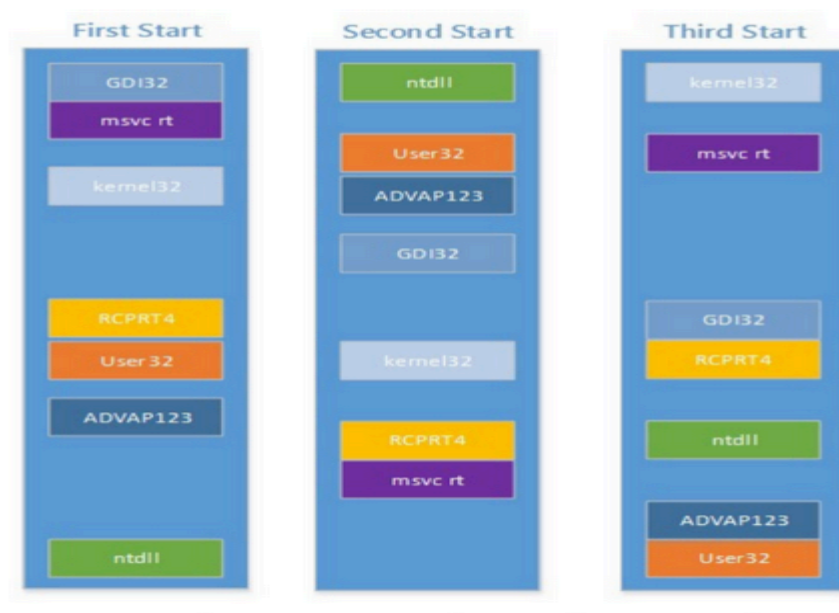 First Start
GDI32
msvc rt
kernel32
RCPRT4
User32
ADVAP123
ntdll
Second Start
ntdll
User32
ADVAP123
GDI32
kernel32
RCPRT4
msvc rt
Third Start
kernel32
msvc rt
GDI32
RCPRT4
ntdll
ADVAP123
User32